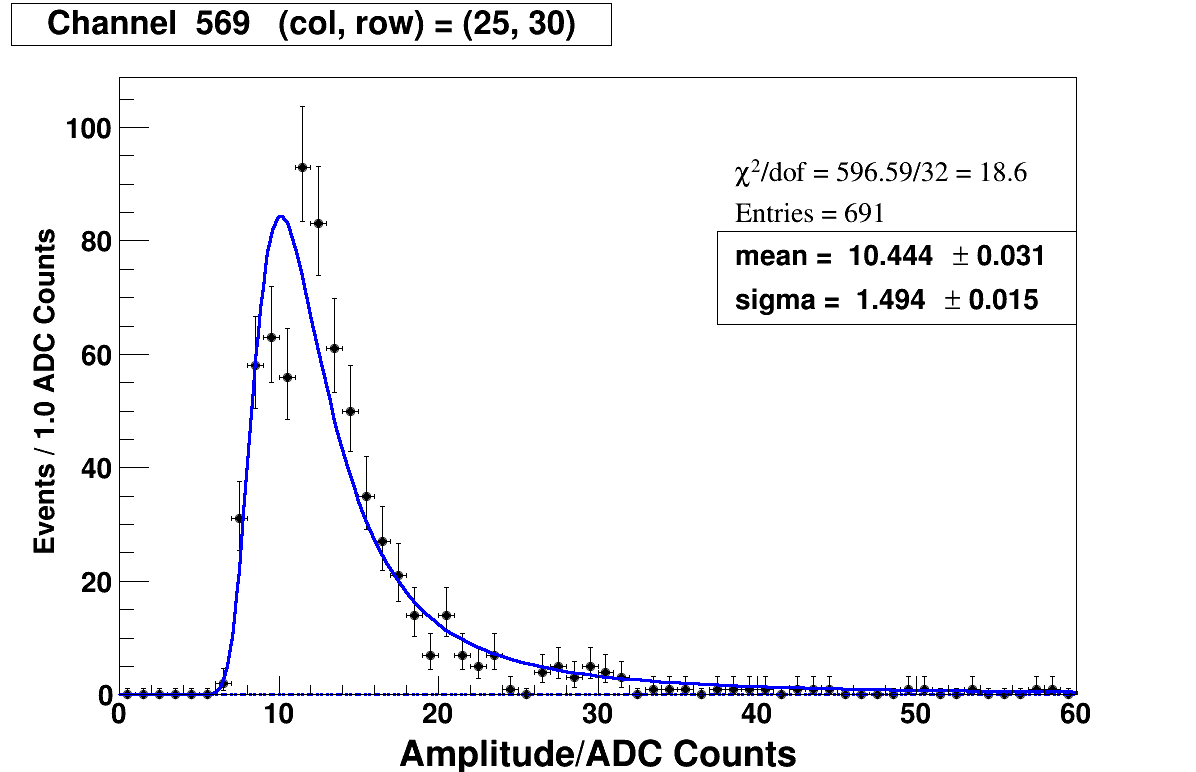 Channel 569 (col, row) = (25, 30)
100
80
60
40
20
0
Events / 1.0 ADC Counts
χ²/dof = 596.59/32 = 18.6
Entries = 691
mean = 10.444 ± 0.031
sigma = 1.494 ± 0.015
0 10 20 30 40 50 60
Amplitude/ADC Counts